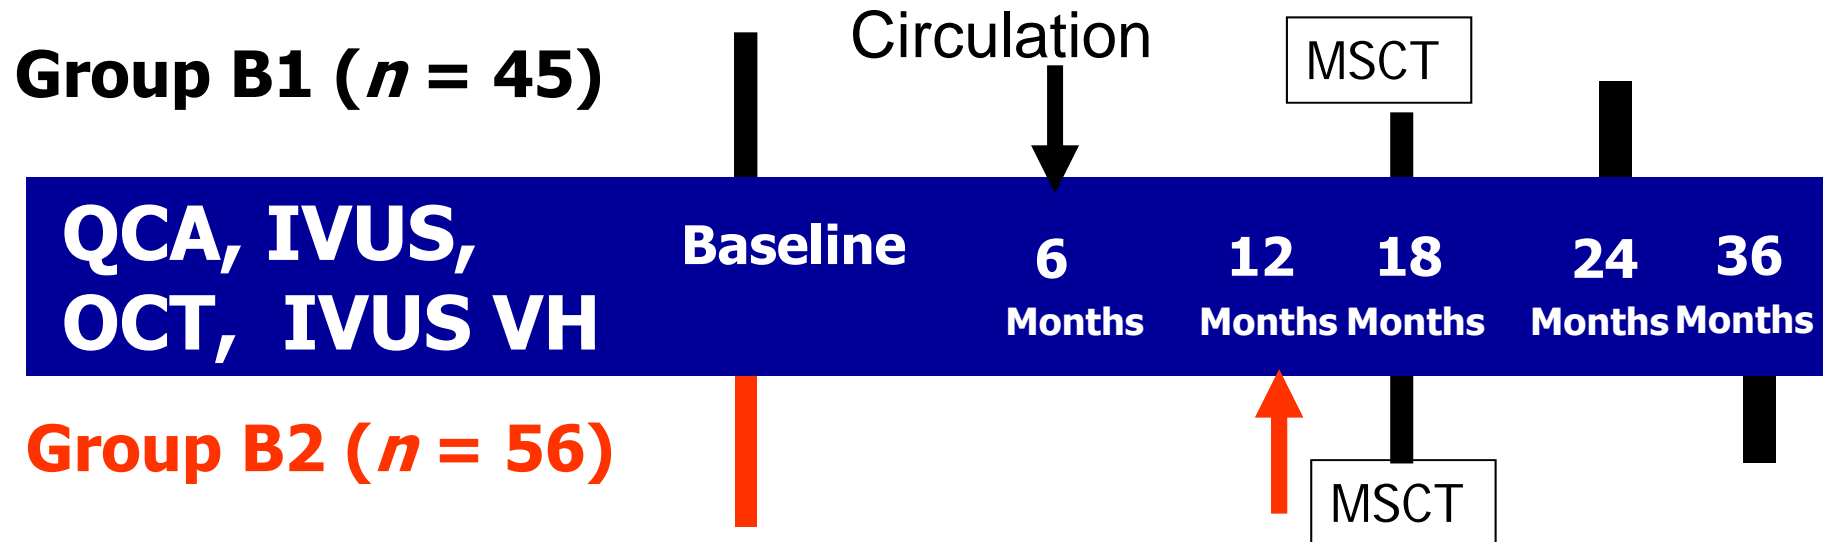 Circulation
MSCT
Group B1 (n = 45)
QCA, IVUS,
OCT, IVUS VH
Baseline
6
Months
12
Months
18
Months
24
Months
36
Months
Group B2 (n = 56)
MSCT